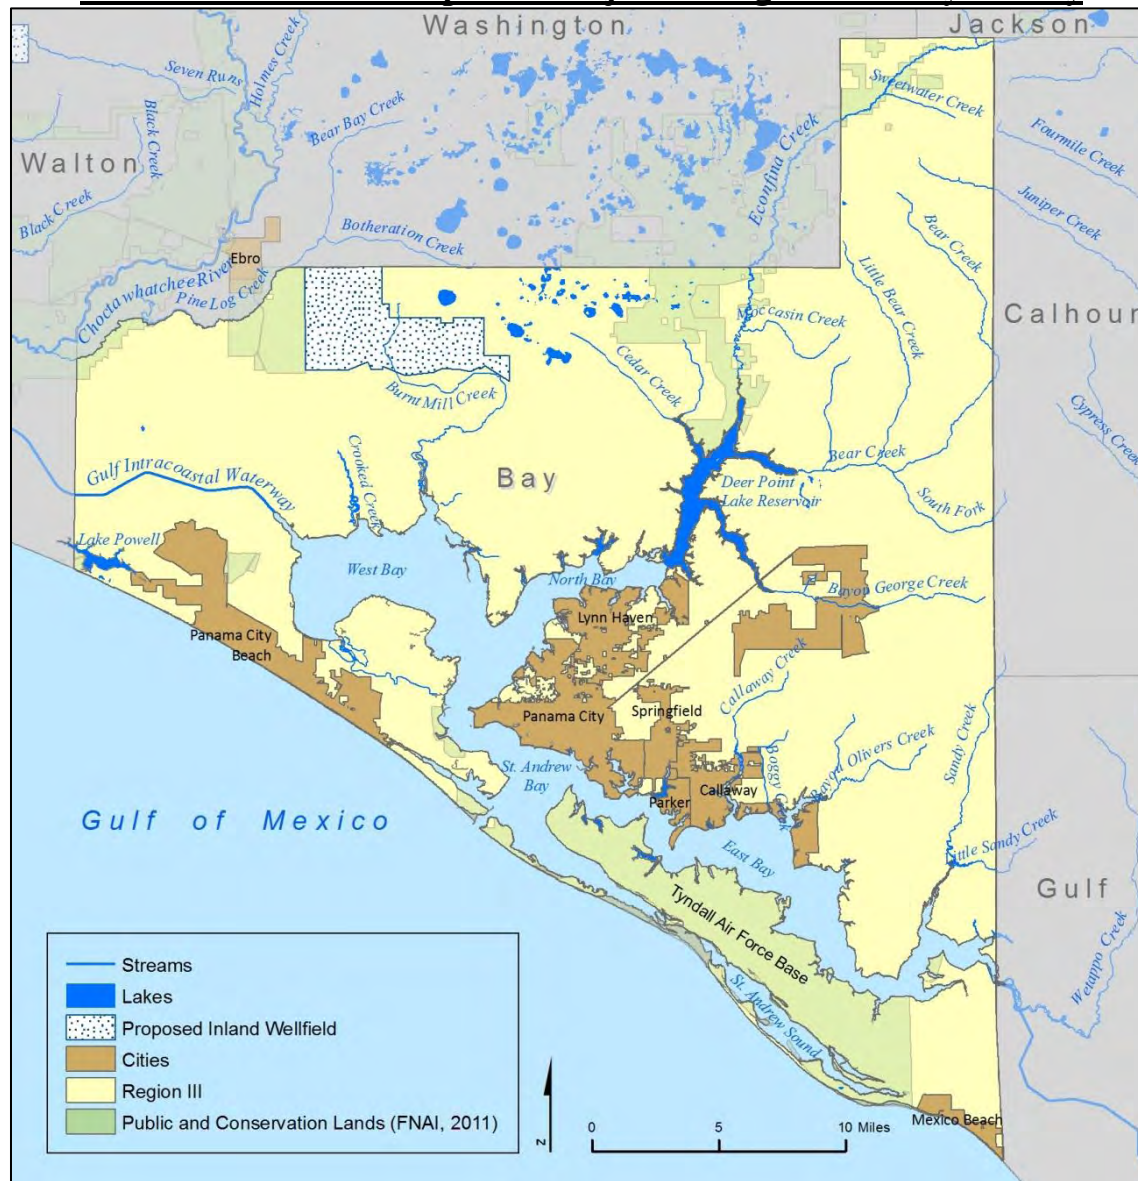 Washington
Jackson
Seven Runs
Holmes Creek
Sweetwater Creek
Black Creek
Bear Bay Creek
Econfina Creek
Fourmile Creek
Walton
Juniper Creek
Black Creek
Botheration Creek
Bear Creek
Ebro
Little Bear Creek
Choctawhatchee River
Pine Log Creek
Moccasin Creek
Calhoun
Cedar Creek
Burnt Mill Creek
Cypress Creek
Crooked Creek
Bear Creek
Gulf Intracoastal Waterway
Bay
Deer Point
Lake Reservoir
South Fork
Lake Powell
West Bay
North Bay
Bayou George Creek
Lynn Haven
Panama City
Beach
Callaway Creek
Panama City
Springfield
Sandy Creek
Bayou Olivers Creek
Boggy Creek
St. Andrew
Bay
Callaway
Parker
Gulf of Mexico
East Bay
Little Sandy Creek
Gulf
Tyndall Air Force Base
Wetappo Creek
St. Andrew Sound
Mexico Beach
Streams
Lakes
Proposed Inland Wellfield
Cities
Region III
Public and Conservation Lands (FNAI, 2011)
N
0 5 10 Miles